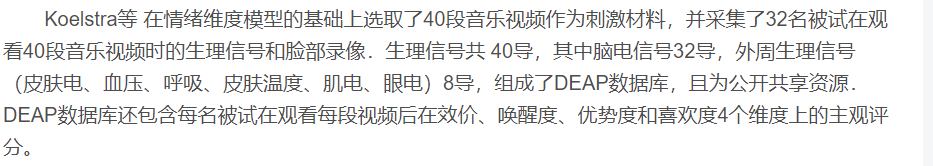 Koelstra等 在情绪维度模型的基础上选取了40段音乐视频作为刺激材料，并采集了32名被试在观
看40段音乐视频时的生理信号和脸部录像．生理信号共 40导，其中脑电信号32导，外周生理信号
（皮肤电、血压、呼吸、皮肤温度、肌电、眼电）8导，组成了DEAP数据库，且为公开共享资源．
DEAP数据库还包含每名被试在观看每段视频后在效价、唤醒度、优势度和喜欢度4个维度上的主观评
分。